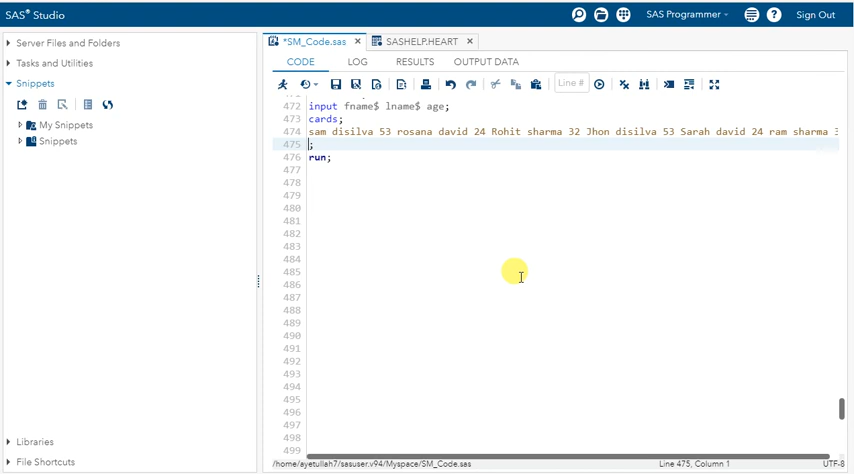 SAS® Studio
SAS Programmer
Sign Out
Server Files and Folders
Tasks and Utilities
Snippets
My Snippets
Snippets
Libraries
File Shortcuts
*SM_Code.sas
SASHELP.HEART
CODE
LOG
RESULTS
OUTPUT DATA
Line #
472 input fname$ lname$ age;
473 cards;
474 sam disilva 53 rosana david 24 Rohit sharma 32 Jhon disilva 53 Sarah david 24 ram sharma 3
475 ;
476 run;
477
478
479
480
481
482
483
484
485
486
487
488
489
490
491
492
493
494
495
496
497
498
499
/home/ayetullah7/sasuser.v94/Myspace/SM_Code.sas
Line 475, Column 1
UTF-8